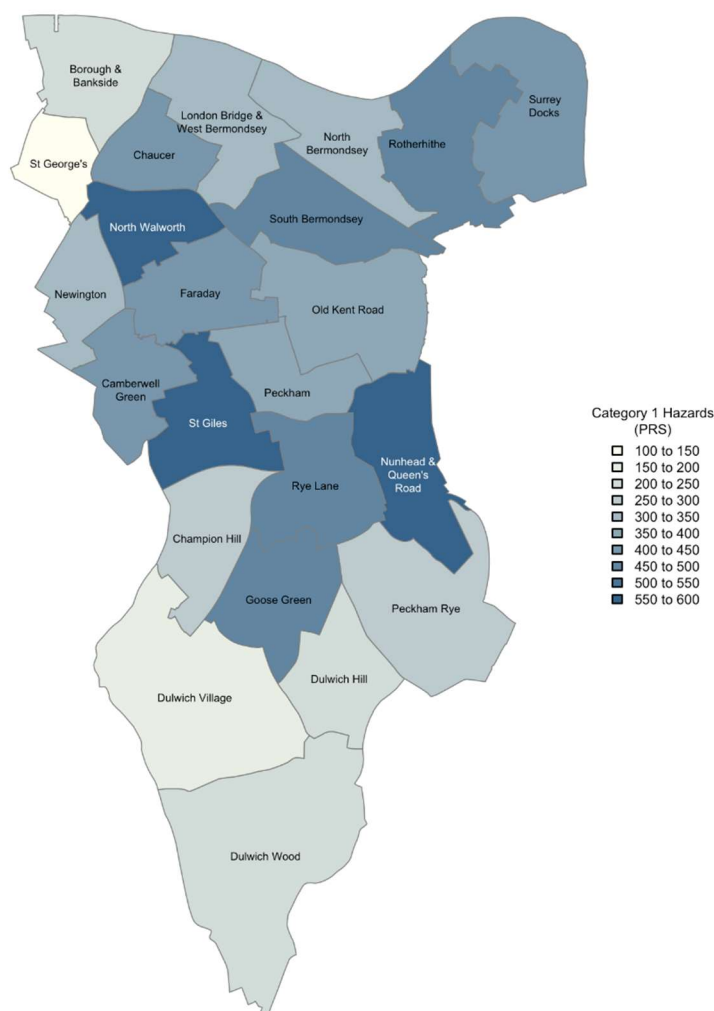 Borough &
Bankside
London Bridge &
West Bermondsey
Surrey
Docks
St George's
Chaucer
North
Bermondsey
Rotherhithe
North Walworth
South Bermondsey
Newington
Faraday
Old Kent Road
Camberwell
Green
Peckham
St Giles
Nunhead &
Queen's
Road
Rye Lane
Champion Hill
Goose Green
Peckham Rye
Dulwich Village
Dulwich Hill
Dulwich Wood
Category 1 Hazards
(PRS)
100 to 150
150 to 200
200 to 250
250 to 300
300 to 350
350 to 400
400 to 450
450 to 500
500 to 550
550 to 600